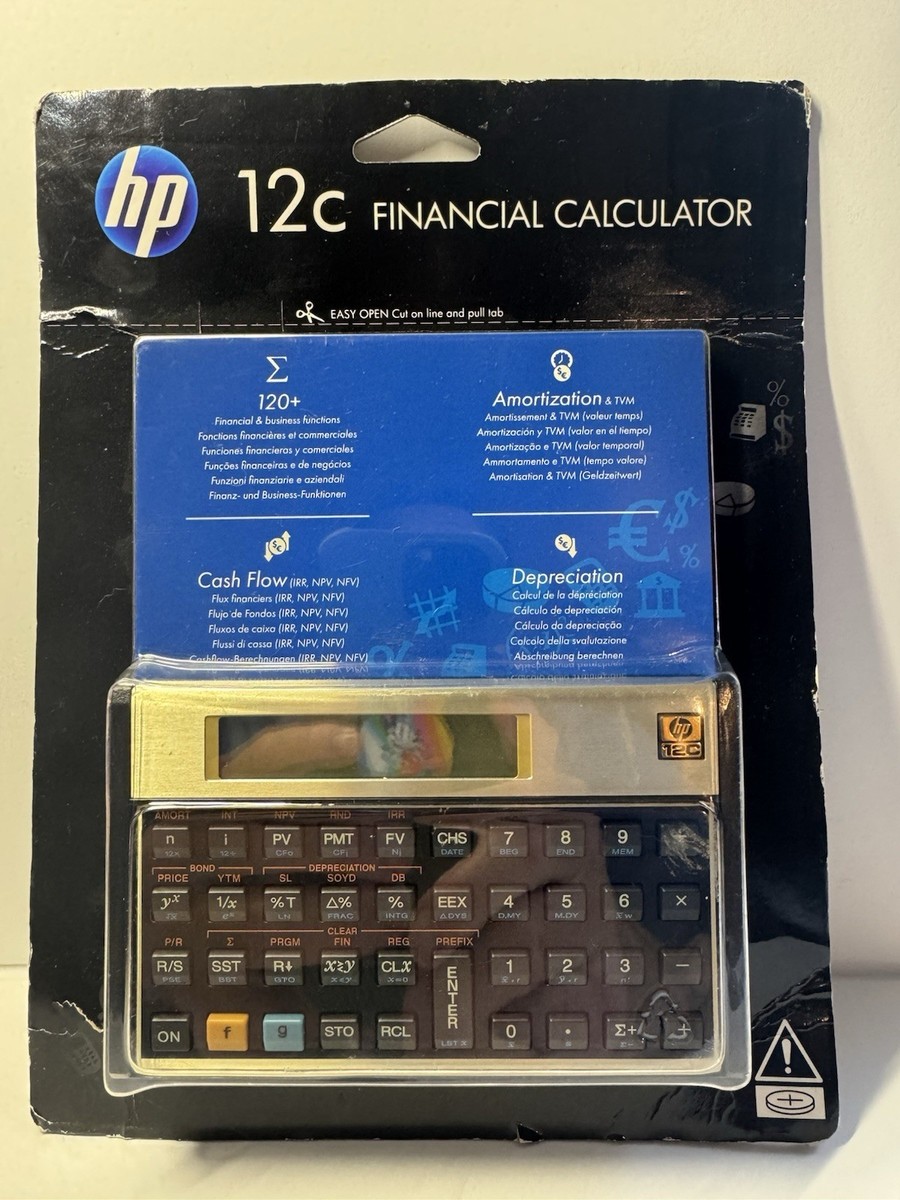 hp
12c FINANCIAL CALCULATOR
EASY OPEN Cut on line and pull tab
Σ
120+
Financial & business functions
Fonctions financières et commerciales
Funciones financieras y comerciales
Funções financeiras e de negócios
Funzioni finanziarie e aziendali
Finanz- und Business-Funktionen
Amortization & TVM
Amortissement & TVM (valeur temps)
Amortización y TVM (valor en el tiempo)
Amortização e TVM (valor temporal)
Ammortamento e TVM (tempo valore)
Amortisation & TVM (Geldzeitwert)
Cash Flow (IRR, NPV, NFV)
Flux financiers (IRR, NPV, NFV)
Flujo de Fondos (IRR, NPV, NFV)
Fluxos de caixa (IRR, NPV, NFV)
Flussi di cassa (IRR, NPV, NFV)
Cashflow-Berechnungen (IRR, NPV, NFV)
Depreciation
Calcul de la dépréciation
Cálculo de depreciación
Cálculo da depreciação
Calcolo della svalutazione
Abschreibung berechnen
hp
12C
AMORT INT NPV RND IRR
n i PV PMT FV CHS 7 8 9
12× 12÷ CFo CFj Nj DATE BEG END MEM
BOND DEPRECIATION
PRICE YTM SL SOYD DB
yx 1/x %T Δ% % EEX 4 5 6 ×
√x ex LN FRAC INTG ΔDYS D.MY M.DY x̄w
CLEAR
P/R Σ PRGM FIN REG PREFIX
R/S SST R↓ x≷y CLx ENTER 1 2 3 −
PSE BST GTO x≤y x=0 x̂,r ŷ,r n!
ON f g STO RCL 0 • Σ+ +
LST x x̄ s Σ−